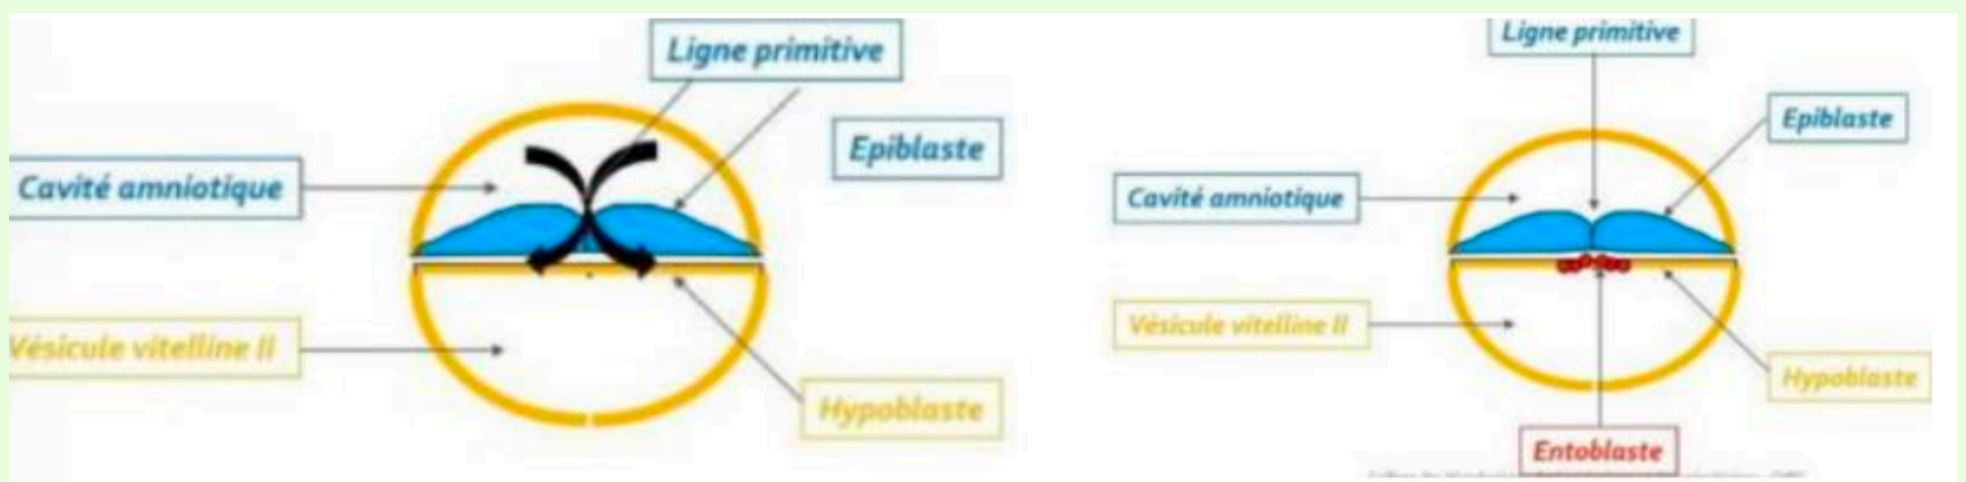 Ligne primitive
Epiblaste
Cavité amniotique
Vésicule vitelline II
Hypoblaste
Ligne primitive
Epiblaste
Cavité amniotique
Vésicule vitelline II
Hypoblaste
Entoblaste